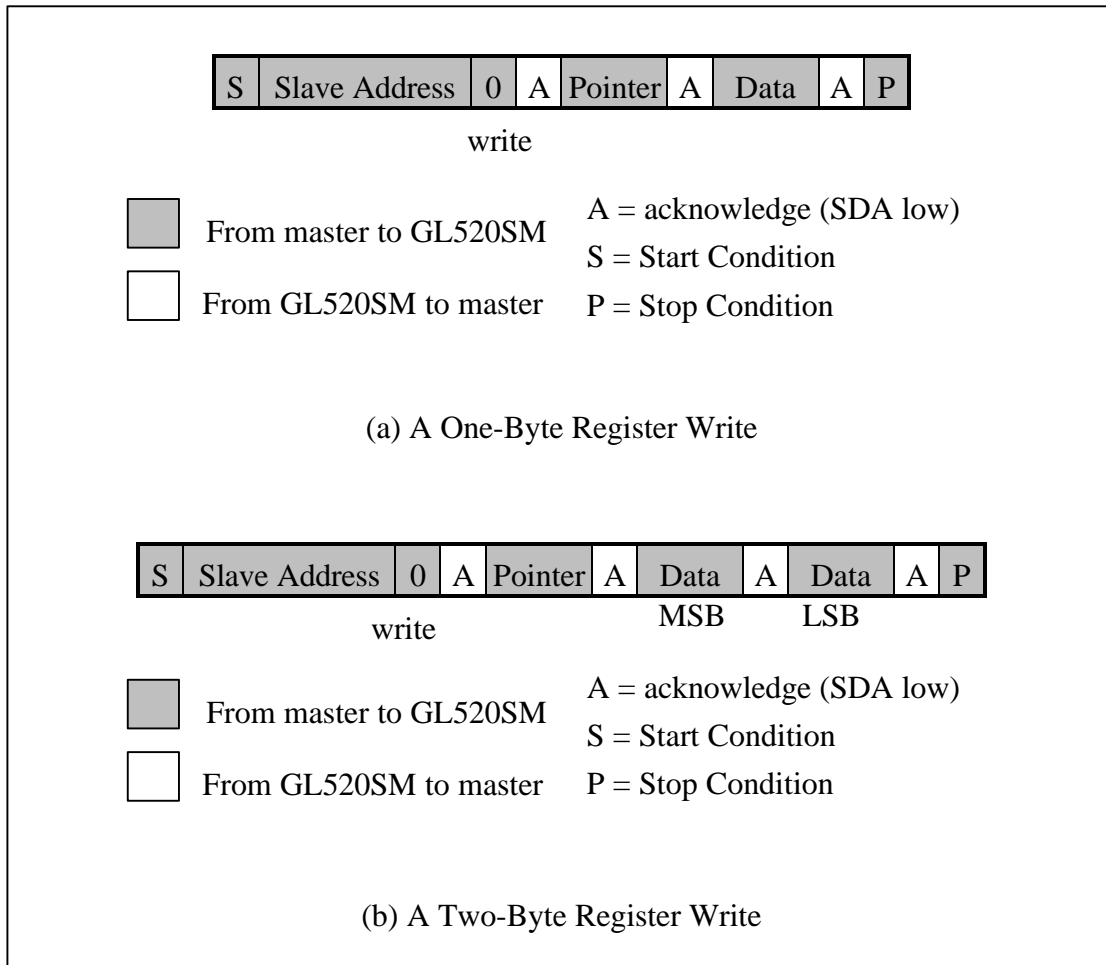 S Slave Address 0 A Pointer A Data A P
write
From master to GL520SM
From GL520SM to master
A = acknowledge (SDA low)
S = Start Condition
P = Stop Condition
(a) A One-Byte Register Write
S Slave Address 0 A Pointer A Data A Data A P
MSB LSB
write
From master to GL520SM
From GL520SM to master
A = acknowledge (SDA low)
S = Start Condition
P = Stop Condition
(b) A Two-Byte Register Write